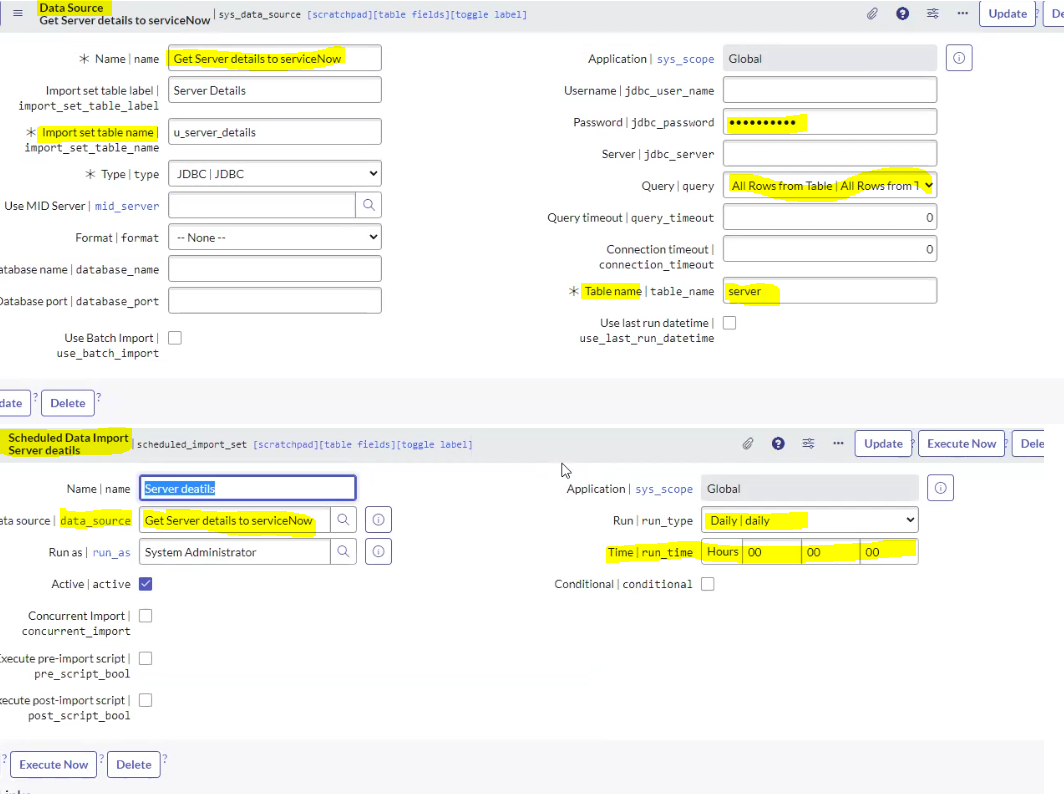 Data Source
Get Server details to serviceNow | sys_data_source [scratchpad][table fields][toggle label]
Update
?
De
Name | name
Get Server details to serviceNow
Import set table label |
import_set_table_label
Server Details
Import set table name |
import_set_table_name
u_server_details
Type | type
JDBC | JDBC
Use MID Server | mid_server
Format | format
-- None --
atabase name | database_name
Database port | database_port
Use Batch Import |
use_batch_import
Application | sys_scope
Global
Username | jdbc_user_name
Password | jdbc_password
••••••••••
Server | jdbc_server
Query | query
All Rows from Table | All Rows from T
Query timeout | query_timeout
0
Connection timeout |
connection_timeout
0
Table name | table_name
server
Use last run datetime |
use_last_run_datetime
date
?
Delete
?
Scheduled Data Import
Server deatils
scheduled_import_set [scratchpad][table fields][toggle label]
Update
?
Execute Now
?
Dele
Name | name
Server deatils
ata source | data_source
Get Server details to serviceNow
Run as | run_as
System Administrator
Active | active
Concurrent Import |
concurrent_import
Execute pre-import script |
pre_script_bool
xecute post-import script |
post_script_bool
Application | sys_scope
Global
Run | run_type
Daily | daily
Time | run_time
Hours 00 00 00
Conditional | conditional
?
Execute Now
?
Delete
?